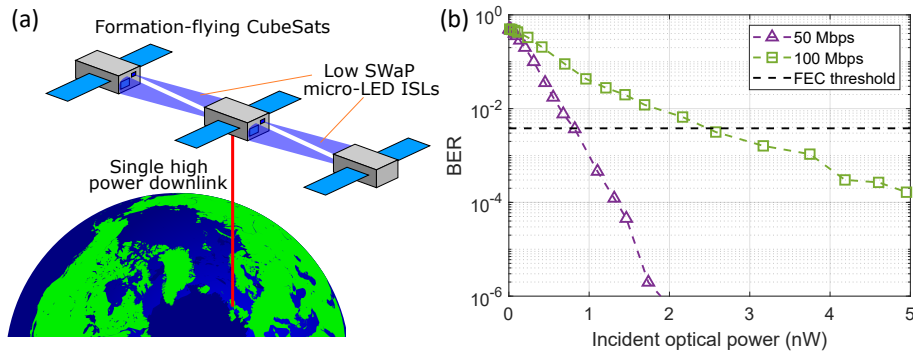 (a)
Formation-flying CubeSats
Low SWaP
micro-LED ISLs
Single high
power downlink
(b)
10^0
10^-2
10^-4
10^-6
BER
0
1
2
3
4
5
Incident optical power (nW)
50 Mbps
100 Mbps
FEC threshold